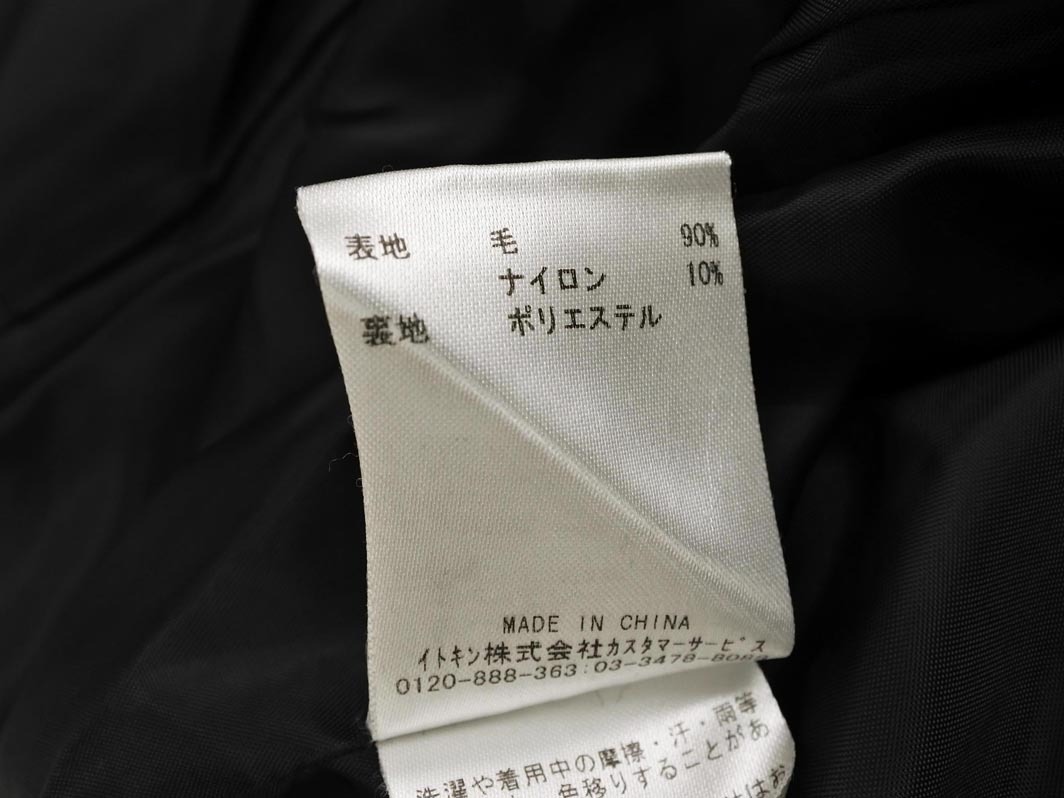 表地 毛 90%
ナイロン 10%
裏地 ポリエステル
MADE IN CHINA
イトキン株式会社カスタマーサービス
0120-888-363:03-3478-8088
洗濯や着用中の摩擦・汗・雨等
色移りすることがあ
はお